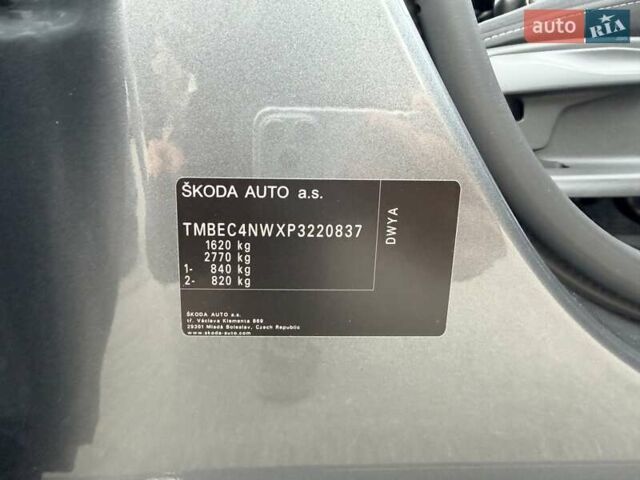 auto RIA
ŠKODA AUTO a.s.
TMBEC4NWXP3220837
1620 kg
2770 kg
1- 840 kg
2- 820 kg
DWYA
ŠKODA AUTO a.s.
tř. Václava Klementa 869
29301 Mladá Boleslav, Czech Republic
www.skoda-auto.com